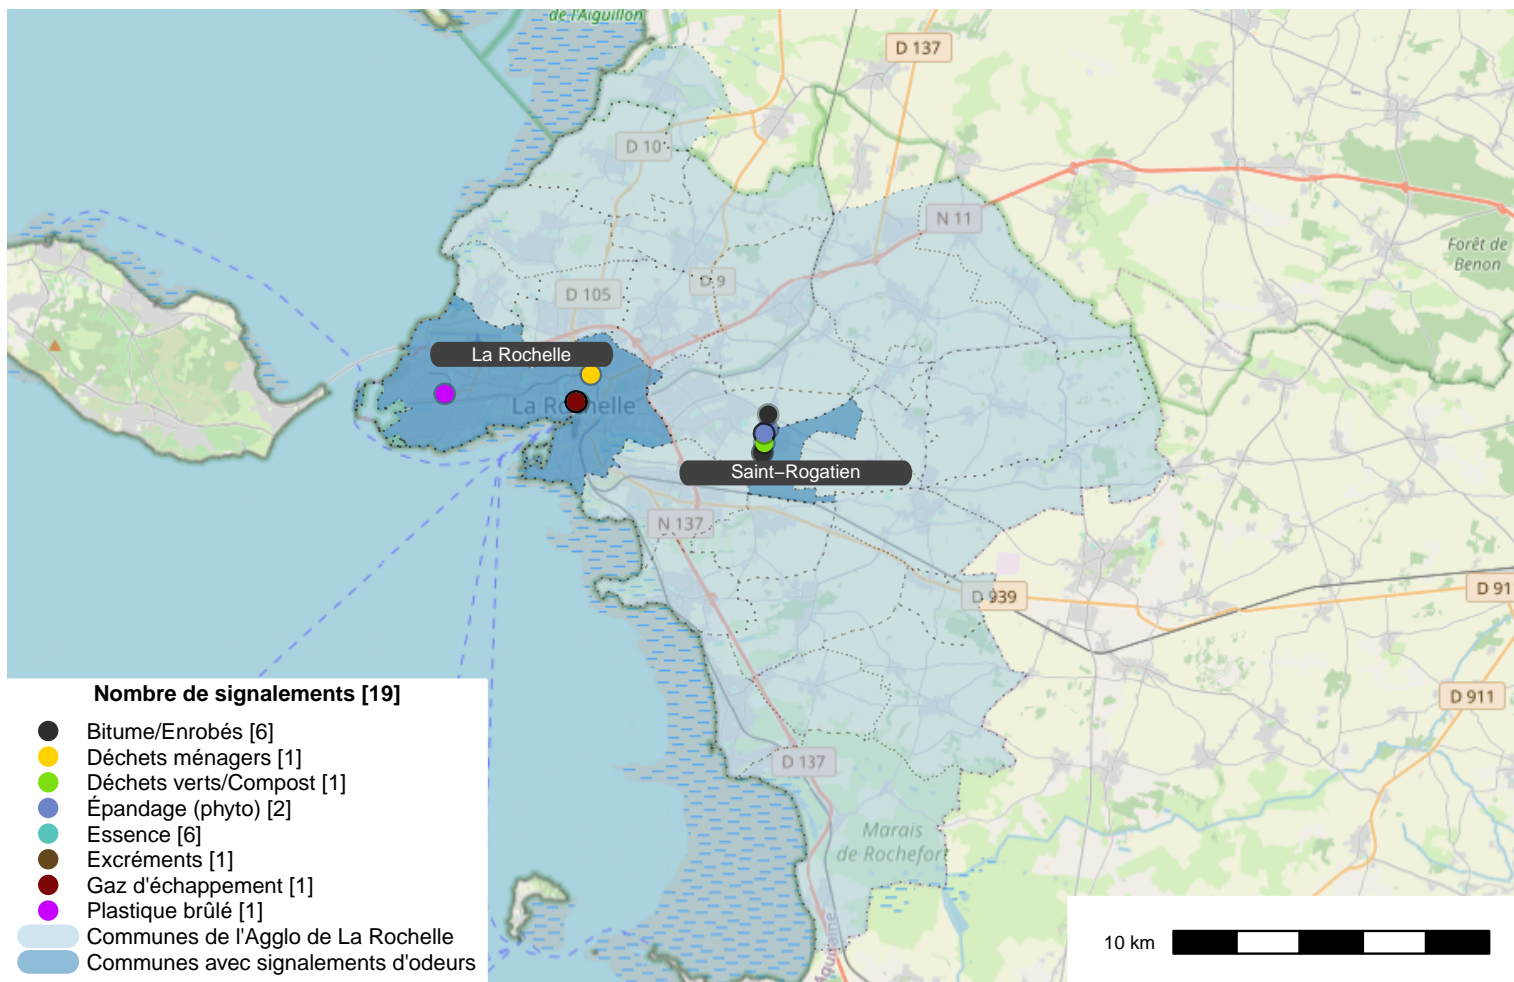 de l'Aiguillon
D 137
D 10
N 11
Forêt de
Benon
D 9
D 105
La Rochelle
La Rochelle
Saint–Rogatien
N 137
D 939
D 91
D 911
D 137
Marais
de Rochefort
Aquitaine
Nombre de signalements [19]
Bitume/Enrobés [6]
Déchets ménagers [1]
Déchets verts/Compost [1]
Épandage (phyto) [2]
Essence [6]
Excréments [1]
Gaz d'échappement [1]
Plastique brûlé [1]
Communes de l'Agglo de La Rochelle
Communes avec signalements d'odeurs
10 km